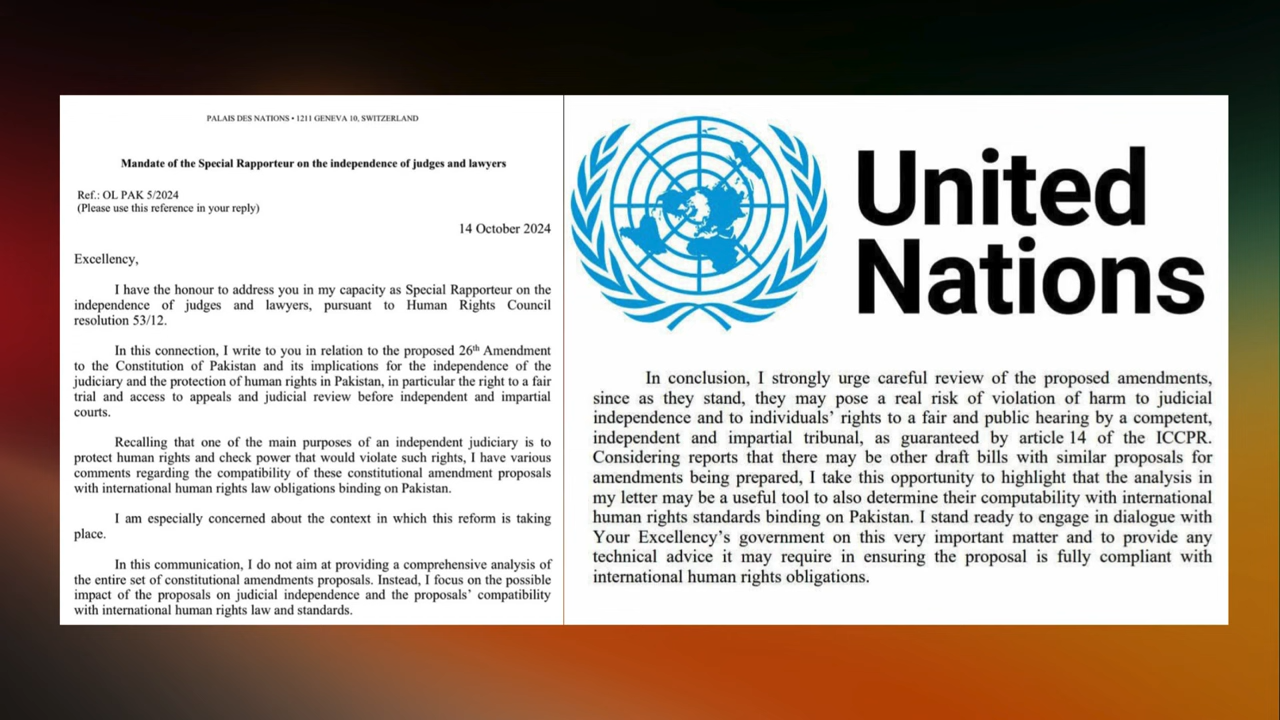 PALAIS DES NATIONS • 1211 GENEVA 10, SWITZERLAND
Mandate of the Special Rapporteur on the independence of judges and lawyers
Ref.: OL PAK 5/2024
(Please use this reference in your reply)
14 October 2024
Excellency,
I have the honour to address you in my capacity as Special Rapporteur on the
independence of judges and lawyers, pursuant to Human Rights Council
resolution 53/12.
In this connection, I write to you in relation to the proposed 26th Amendment
to the Constitution of Pakistan and its implications for the independence of the
judiciary and the protection of human rights in Pakistan, in particular the right to a fair
trial and access to appeals and judicial review before independent and impartial
courts.
Recalling that one of the main purposes of an independent judiciary is to
protect human rights and check power that would violate such rights, I have various
comments regarding the compatibility of these constitutional amendment proposals
with international human rights law obligations binding on Pakistan.
I am especially concerned about the context in which this reform is taking
place.
In this communication, I do not aim at providing a comprehensive analysis of
the entire set of constitutional amendments proposals. Instead, I focus on the possible
impact of the proposals on judicial independence and the proposals' compatibility
with international human rights law and standards.
United
Nations
In conclusion, I strongly urge careful review of the proposed amendments,
since as they stand, they may pose a real risk of violation of harm to judicial
independence and to individuals' rights to a fair and public hearing by a competent,
independent and impartial tribunal, as guaranteed by article 14 of the ICCPR.
Considering reports that there may be other draft bills with similar proposals for
amendments being prepared, I take this opportunity to highlight that the analysis in
my letter may be a useful tool to also determine their computability with international
human rights standards binding on Pakistan. I stand ready to engage in dialogue with
Your Excellency's government on this very important matter and to provide any
technical advice it may require in ensuring the proposal is fully compliant with
international human rights obligations.